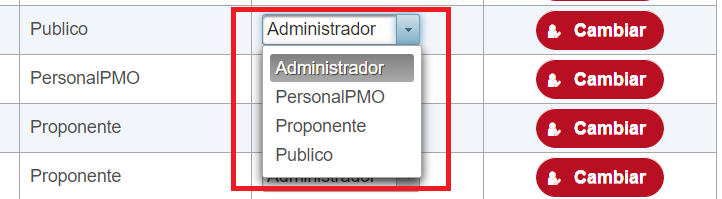 Publico Administrador Cambiar
Administrador
PersonalPMO Cambiar
PersonalPMO
Proponente Proponente Cambiar
Publico
Proponente Administrador Cambiar